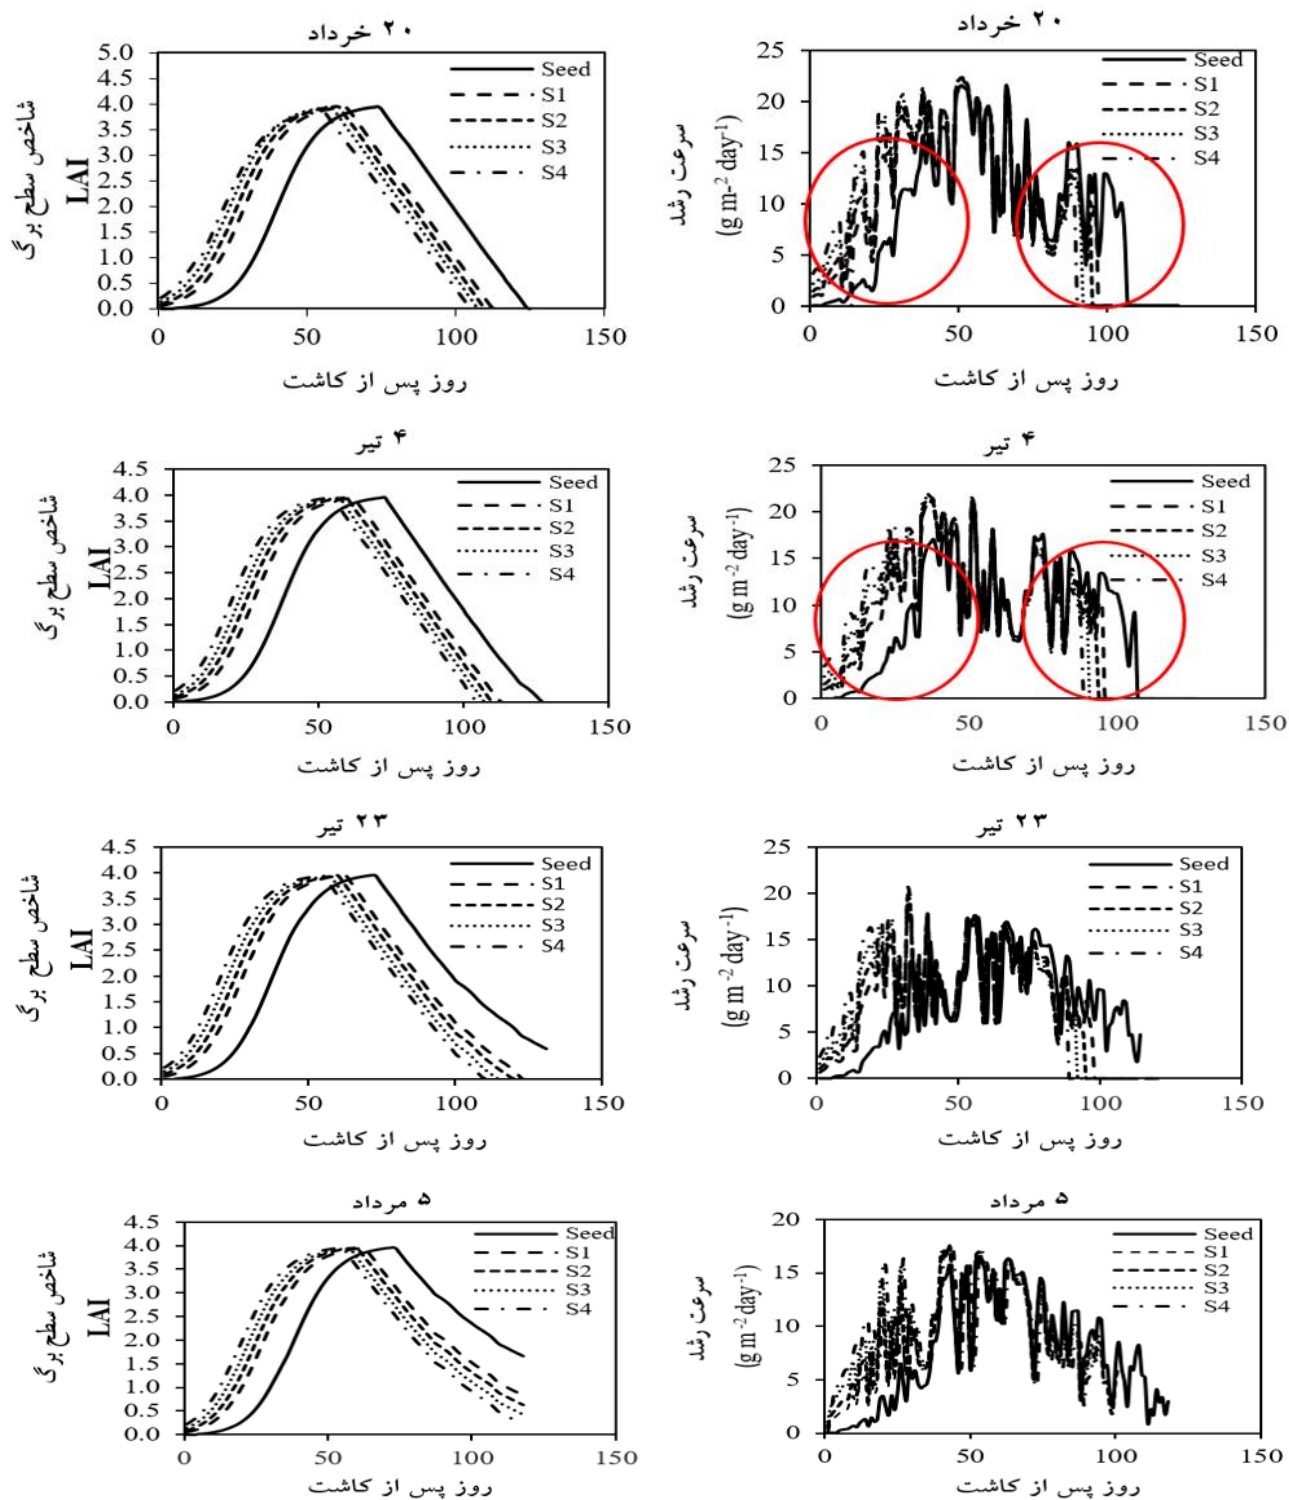 ۲۰ خرداد
شاخص سطح برگ
LAI
5.0
4.5
4.0
3.5
3.0
2.5
2.0
1.5
1.0
0.5
0.0
Seed
S1
S2
S3
S4
0 50 100 150
روز پس از کاشت
۲۰ خرداد
سرعت رشد
(g m-² day-¹)
25
20
15
10
5
0
Seed
S1
S2
S3
S4
0 50 100 150
روز پس از کاشت
۴ تیر
شاخص سطح برگ
LAI
4.5
4.0
3.5
3.0
2.5
2.0
1.5
1.0
0.5
0.0
Seed
S1
S2
S3
S4
0 50 100 150
روز پس از کاشت
۴ تیر
سرعت رشد
(g m-² day-¹)
25
20
15
10
5
0
Seed
S1
S2
S3
S4
0 50 100 150
روز پس از کاشت
۲۳ تیر
شاخص سطح برگ
LAI
4.5
4.0
3.5
3.0
2.5
2.0
1.5
1.0
0.5
0.0
Seed
S1
S2
S3
S4
0 50 100 150
روز پس از کاشت
۲۳ تیر
سرعت رشد
(g m-² day-¹)
25
20
15
10
5
0
Seed
S1
S2
S3
S4
0 50 100 150
روز پس از کاشت
۵ مرداد
شاخص سطح برگ
LAI
4.5
4.0
3.5
3.0
2.5
2.0
1.5
1.0
0.5
0.0
Seed
S1
S2
S3
S4
0 50 100 150
روز پس از کاشت
۵ مرداد
سرعت رشد
(g m-² day-¹)
20
15
10
5
0
Seed
S1
S2
S3
S4
0 50 100 150
روز پس از کاشت